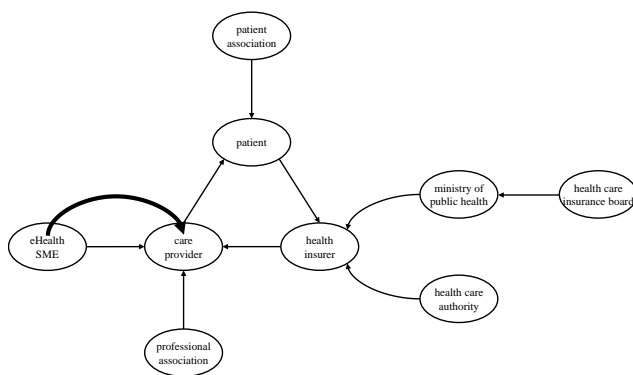 patient
association
patient
ministry of
public health
health care
insurance board
eHealth
SME
care
provider
health
insurer
health care
authority
professional
association